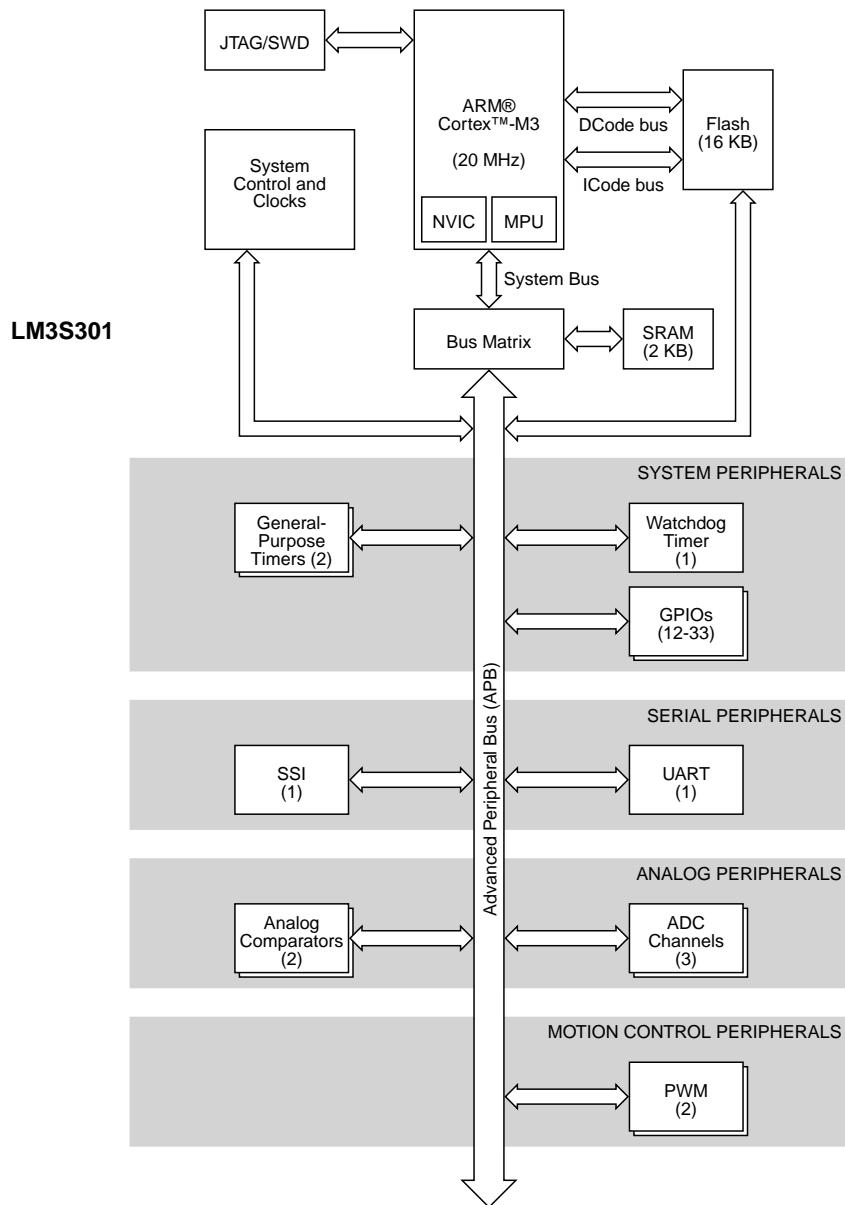 JTAG/SWD
ARM®
Cortex™-M3
(20 MHz)
NVIC
MPU
DCode bus
ICode bus
Flash
(16 KB)
System
Control and
Clocks
System Bus
LM3S301
Bus Matrix
SRAM
(2 KB)
Advanced Peripheral Bus (APB)
SYSTEM PERIPHERALS
General-
Purpose
Timers (2)
Watchdog
Timer
(1)
GPIOs
(12-33)
SERIAL PERIPHERALS
SSI
(1)
UART
(1)
ANALOG PERIPHERALS
Analog
Comparators
(2)
ADC
Channels
(3)
MOTION CONTROL PERIPHERALS
PWM
(2)